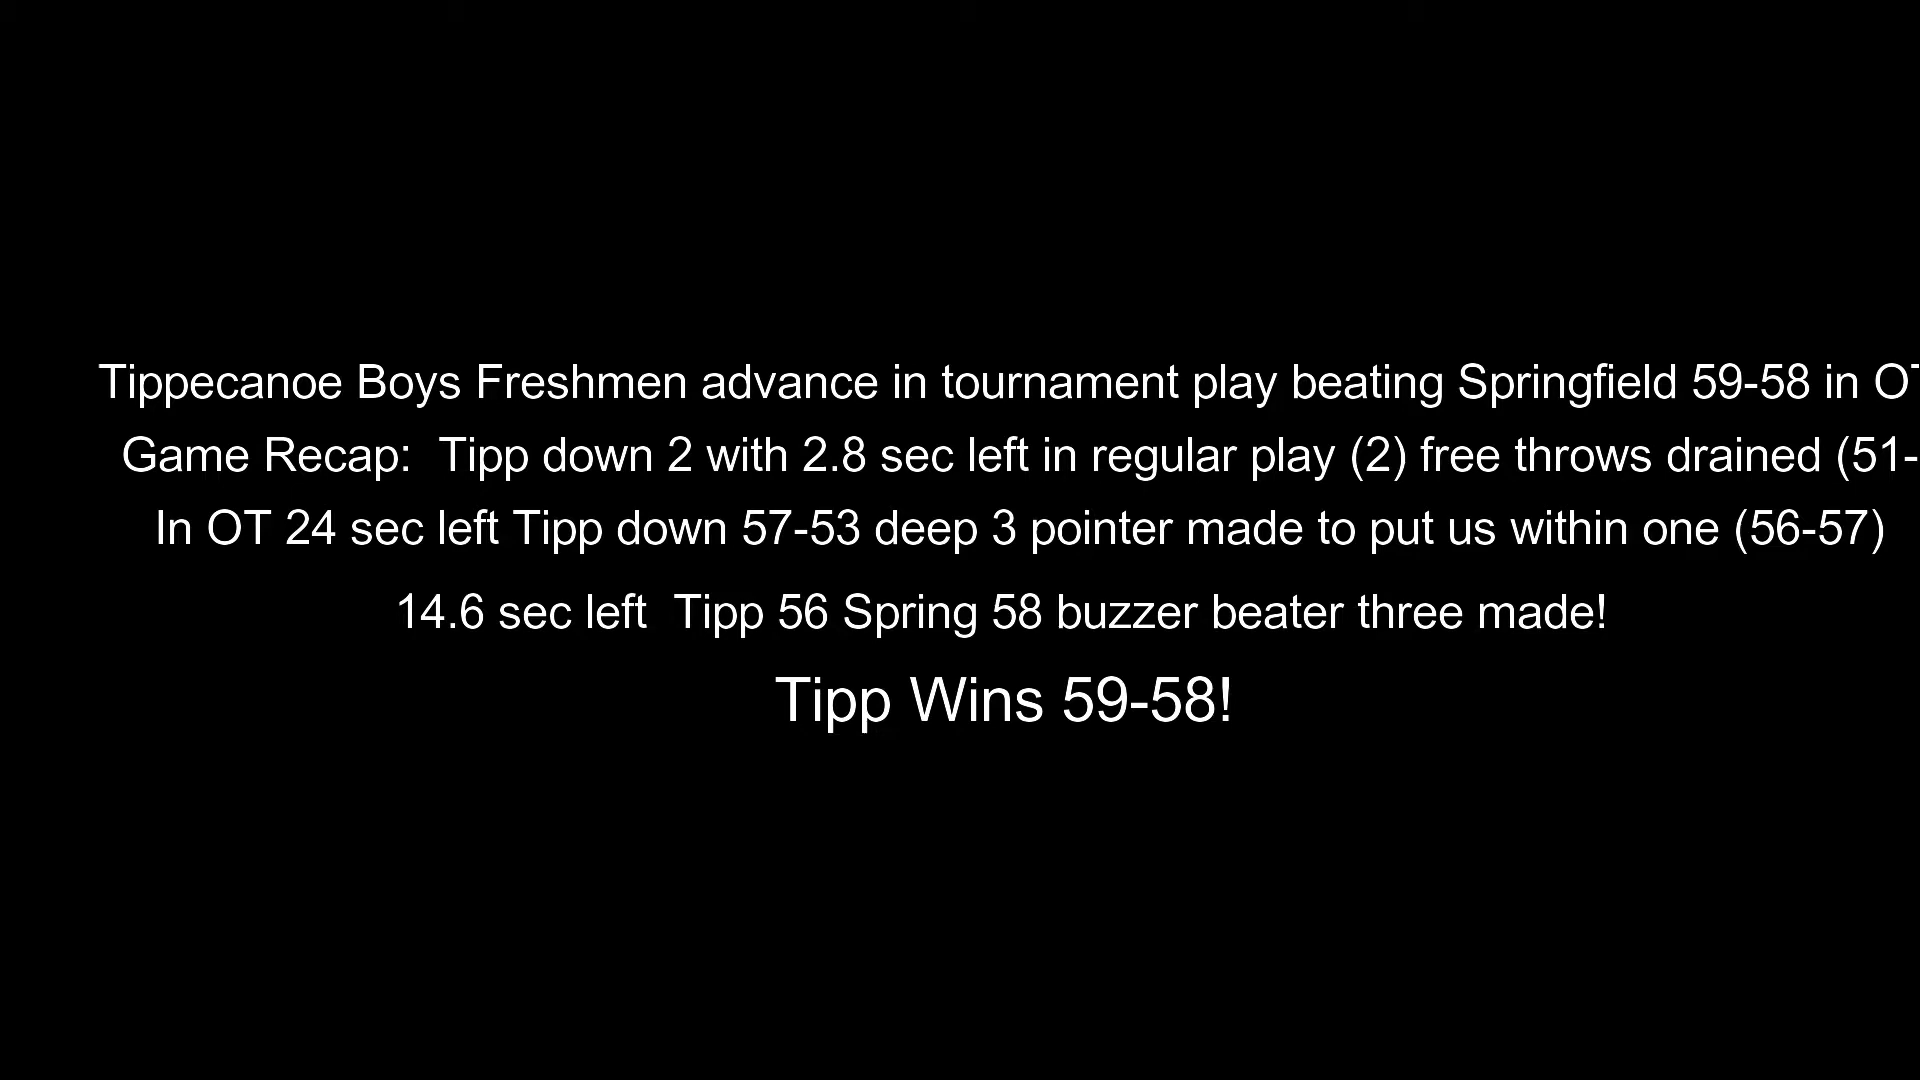 Tippecanoe Boys Freshmen advance in tournament play beating Springfield 59-58 in OT
Game Recap:  Tipp down 2 with 2.8 sec left in regular play (2) free throws drained (51-
In OT 24 sec left Tipp down 57-53 deep 3 pointer made to put us within one (56-57)
14.6 sec left  Tipp 56 Spring 58 buzzer beater three made!
Tipp Wins 59-58!